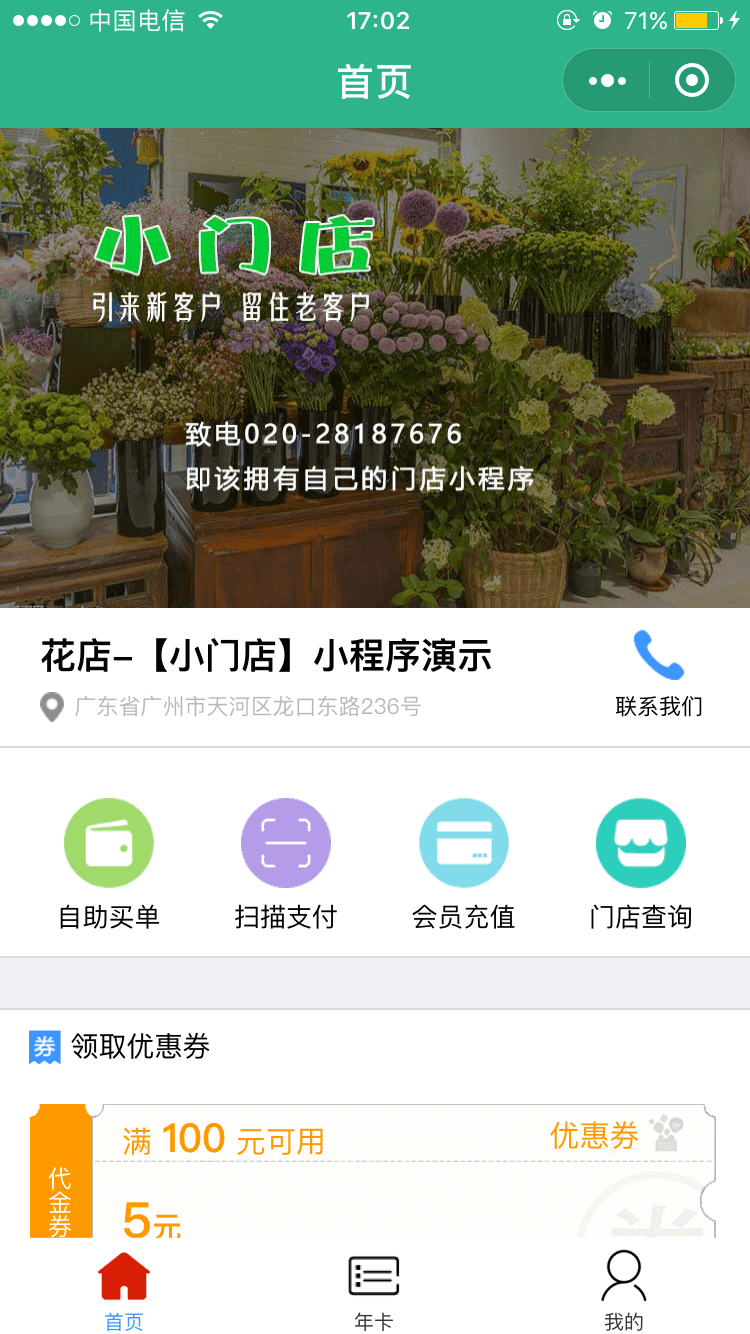 中国电信
17:02
71%
首页
小门店
引来新客户 留住老客户
致电020-28187676
即该拥有自己的门店小程序
花店–【小门店】小程序演示
广东省广州市天河区龙口东路236号
联系我们
自助买单
扫描支付
会员充值
门店查询
券 领取优惠券
代金券
满 100 元可用
优惠券
5元
首页
年卡
我的